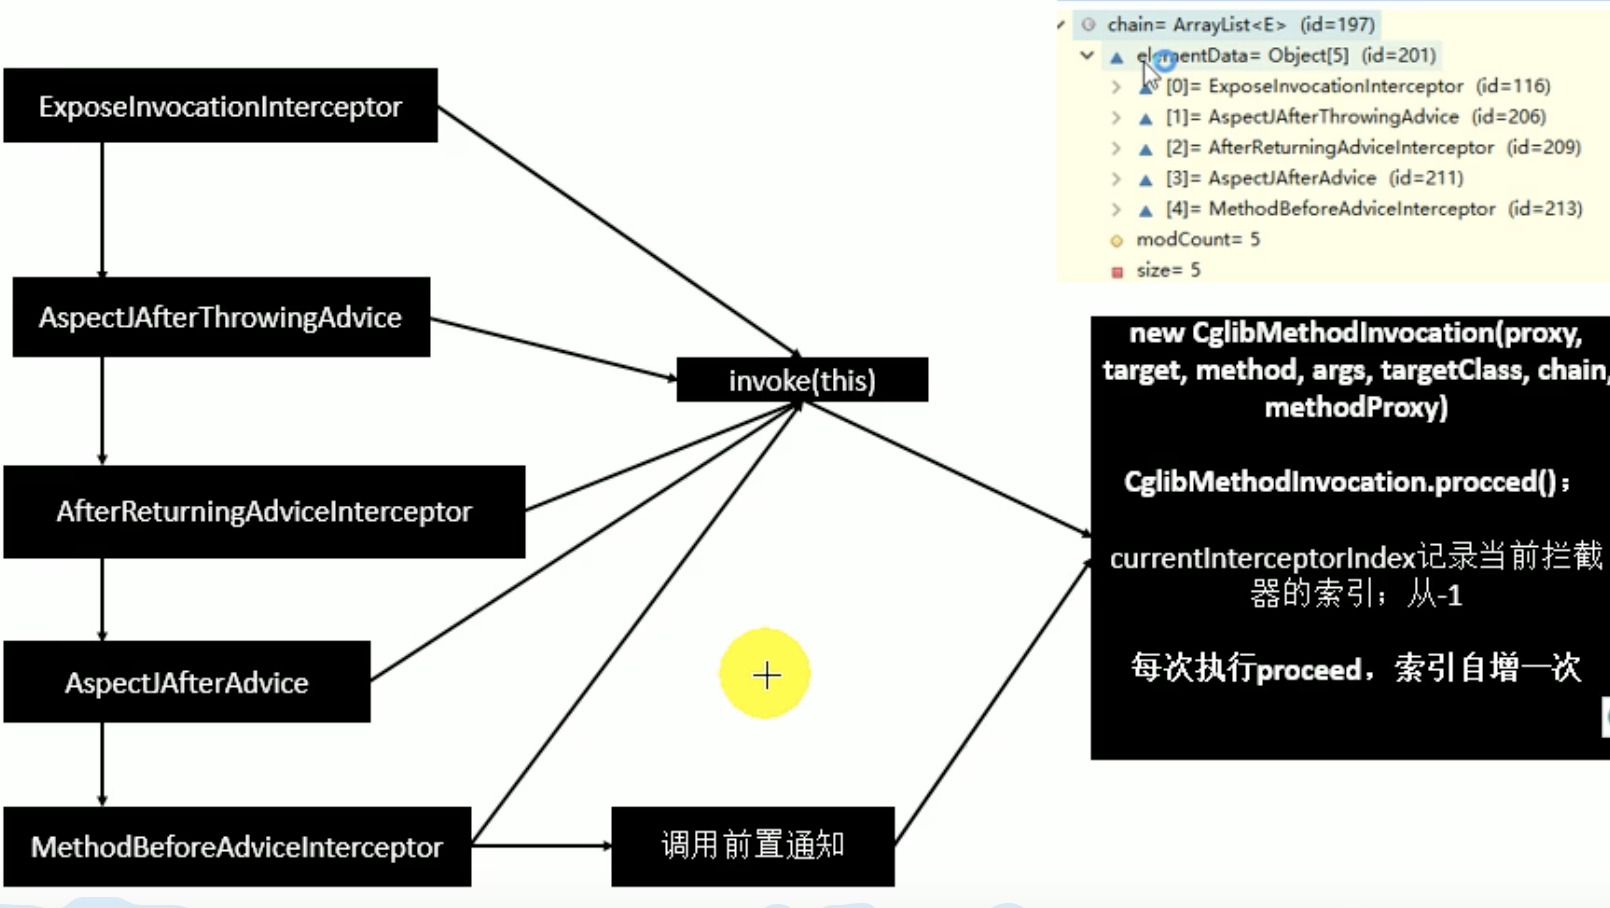 ExposeInvocationInterceptor
AspectJAfterThrowingAdvice
AfterReturningAdviceInterceptor
AspectJAfterAdvice
MethodBeforeAdviceInterceptor
invoke(this)
调用前置通知
chain= ArrayList<E> (id=197)
elementData= Object[5] (id=201)
[0]= ExposeInvocationInterceptor (id=116)
[1]= AspectJAfterThrowingAdvice (id=206)
[2]= AfterReturningAdviceInterceptor (id=209)
[3]= AspectJAfterAdvice (id=211)
[4]= MethodBeforeAdviceInterceptor (id=213)
modCount= 5
size= 5
new CglibMethodInvocation(proxy,
target, method, args, targetClass, chain,
methodProxy)
CglibMethodInvocation.procced()；
currentInterceptorIndex记录当前拦截
器的索引；从-1
每次执行proceed，索引自增一次